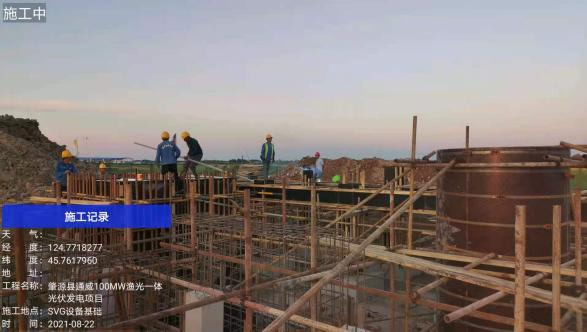 施工中
施工记录
天    气：
经    度：124.7718277
纬    度：45.7617960
地    址：
工程名称：肇源县通威100MW渔光一体
光伏发电项目
施工地点：SVG设备基础
时    间：2021-08-22